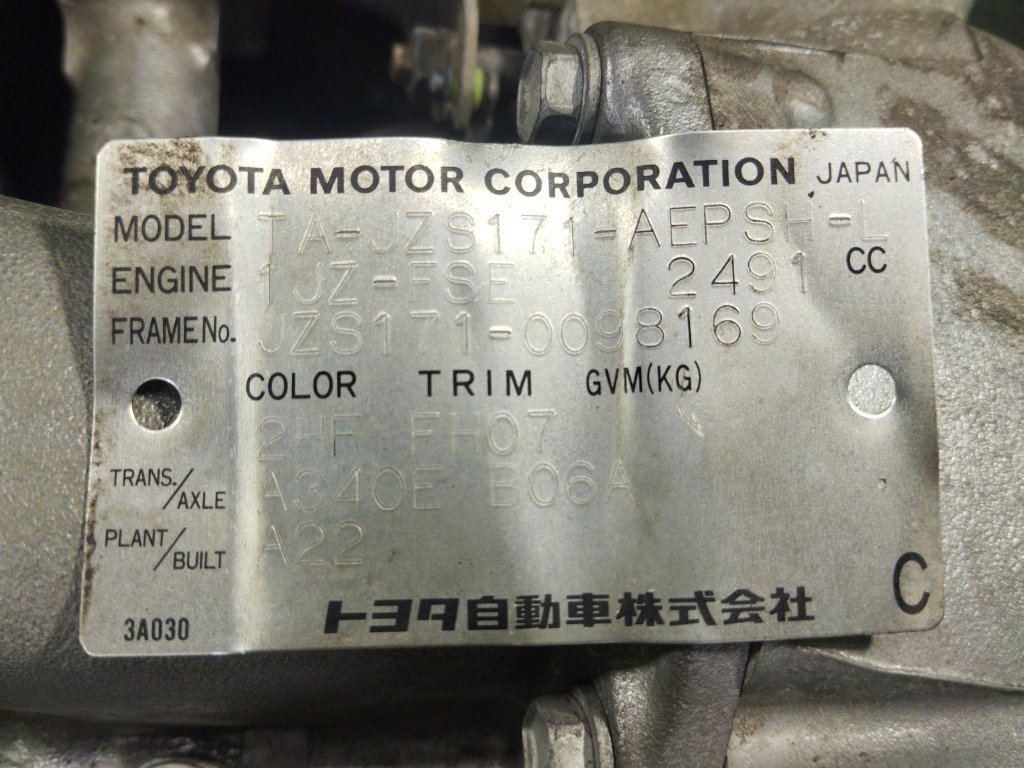 TOYOTA MOTOR CORPORATION JAPAN
MODEL TA-JZS171-AEPSH-L
ENGINE 1JZ-FSE 2491 CC
FRAME No. JZS171-0098169
COLOR TRIM GVM(KG)
2HF FH07
TRANS./AXLE A340E B06A
PLANT/BUILT A22
C
3A030 トヨタ自動車株式会社